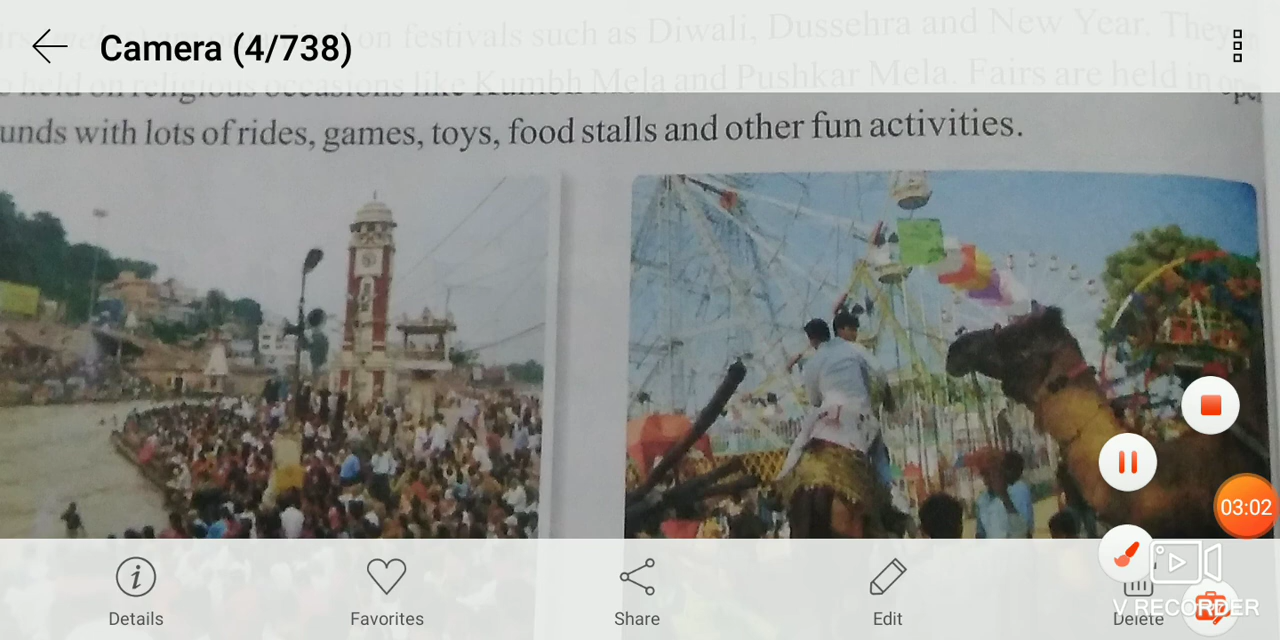 Camera (4/738)
on festivals such as Diwali, Dussehra and New Year. They
held on religious occasions like Kumbh Mela and Pushkar Mela. Fairs are held in
unds with lots of rides, games, toys, food stalls and other fun activities.
03:02
Details
Favorites
Share
Edit
Delete
V RECORDER